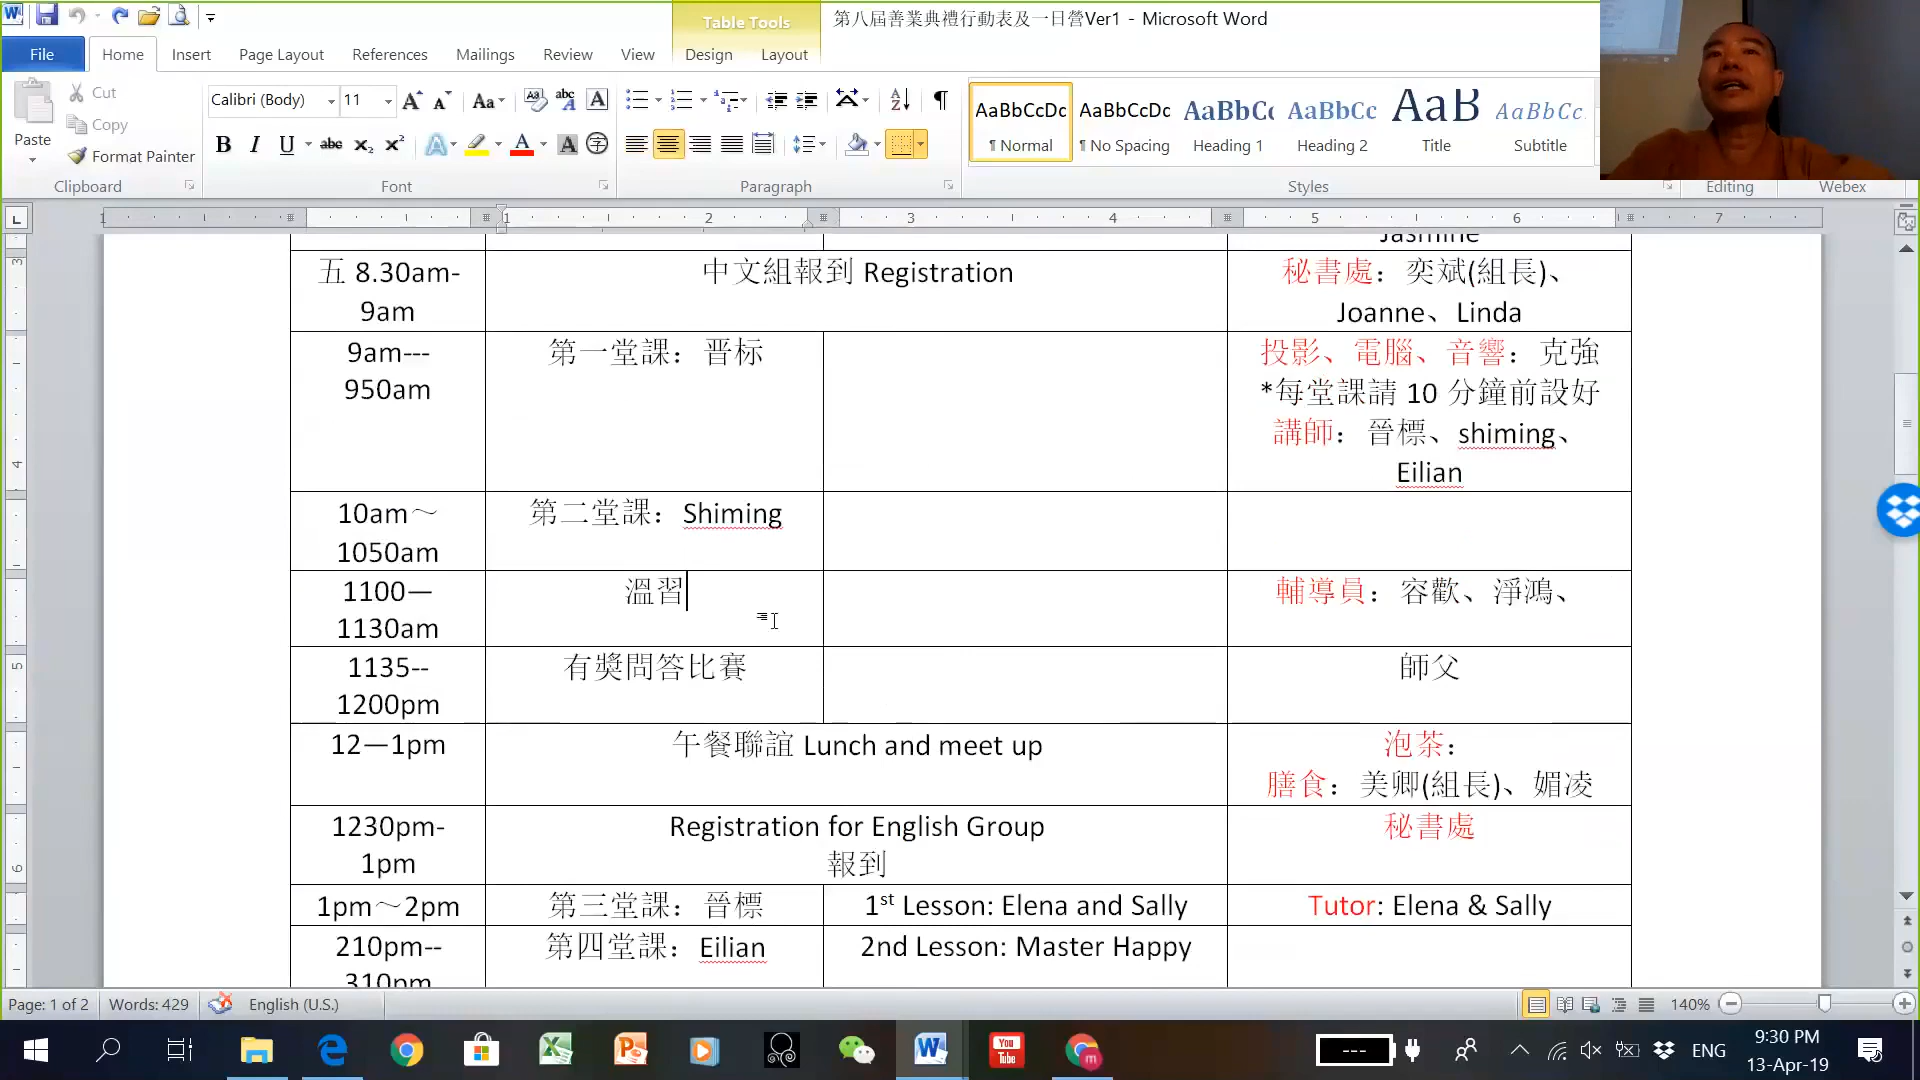 第八屆善業典禮行動表及一日營Ver1 - Microsoft Word
Table Tools
File Home Insert Page Layout References Mailings Review View Design Layout
Paste
Cut
Copy
Format Painter
Clipboard
Calibri (Body) 11
Font
Paragraph
AaBbCcDc AaBbCcDc AaBbCc AaBbCc AaB AaBbCc.
¶ Normal ¶ No Spacing Heading 1 Heading 2 Title Subtitle
Styles
Editing
Webex
1 1 2 3 4 5 6 7
Jasmine
五 8.30am-
9am
中文組報到 Registration
秘書處：奕斌(組長)、
Joanne、Linda
9am---
950am
第一堂課：晋标
投影、電腦、音響：克強
*每堂課請 10 分鐘前設好
講師：晉標、shiming、
Eilian
10am～
1050am
第二堂課：Shiming
1100—
1130am
溫習
輔導員：容歡、淨鴻、
1135--
1200pm
有獎問答比賽
師父
12—1pm
午餐聯誼 Lunch and meet up
泡茶：
膳食：美卿(組長)、媚凌
1230pm-
1pm
Registration for English Group
報到
秘書處
1pm～2pm
第三堂課：晉標
1st Lesson: Elena and Sally
Tutor: Elena & Sally
210pm--
310pm
第四堂課：Eilian
2nd Lesson: Master Happy
Page: 1 of 2 Words: 429 English (U.S.) 140%
ENG
9:30 PM
13-Apr-19